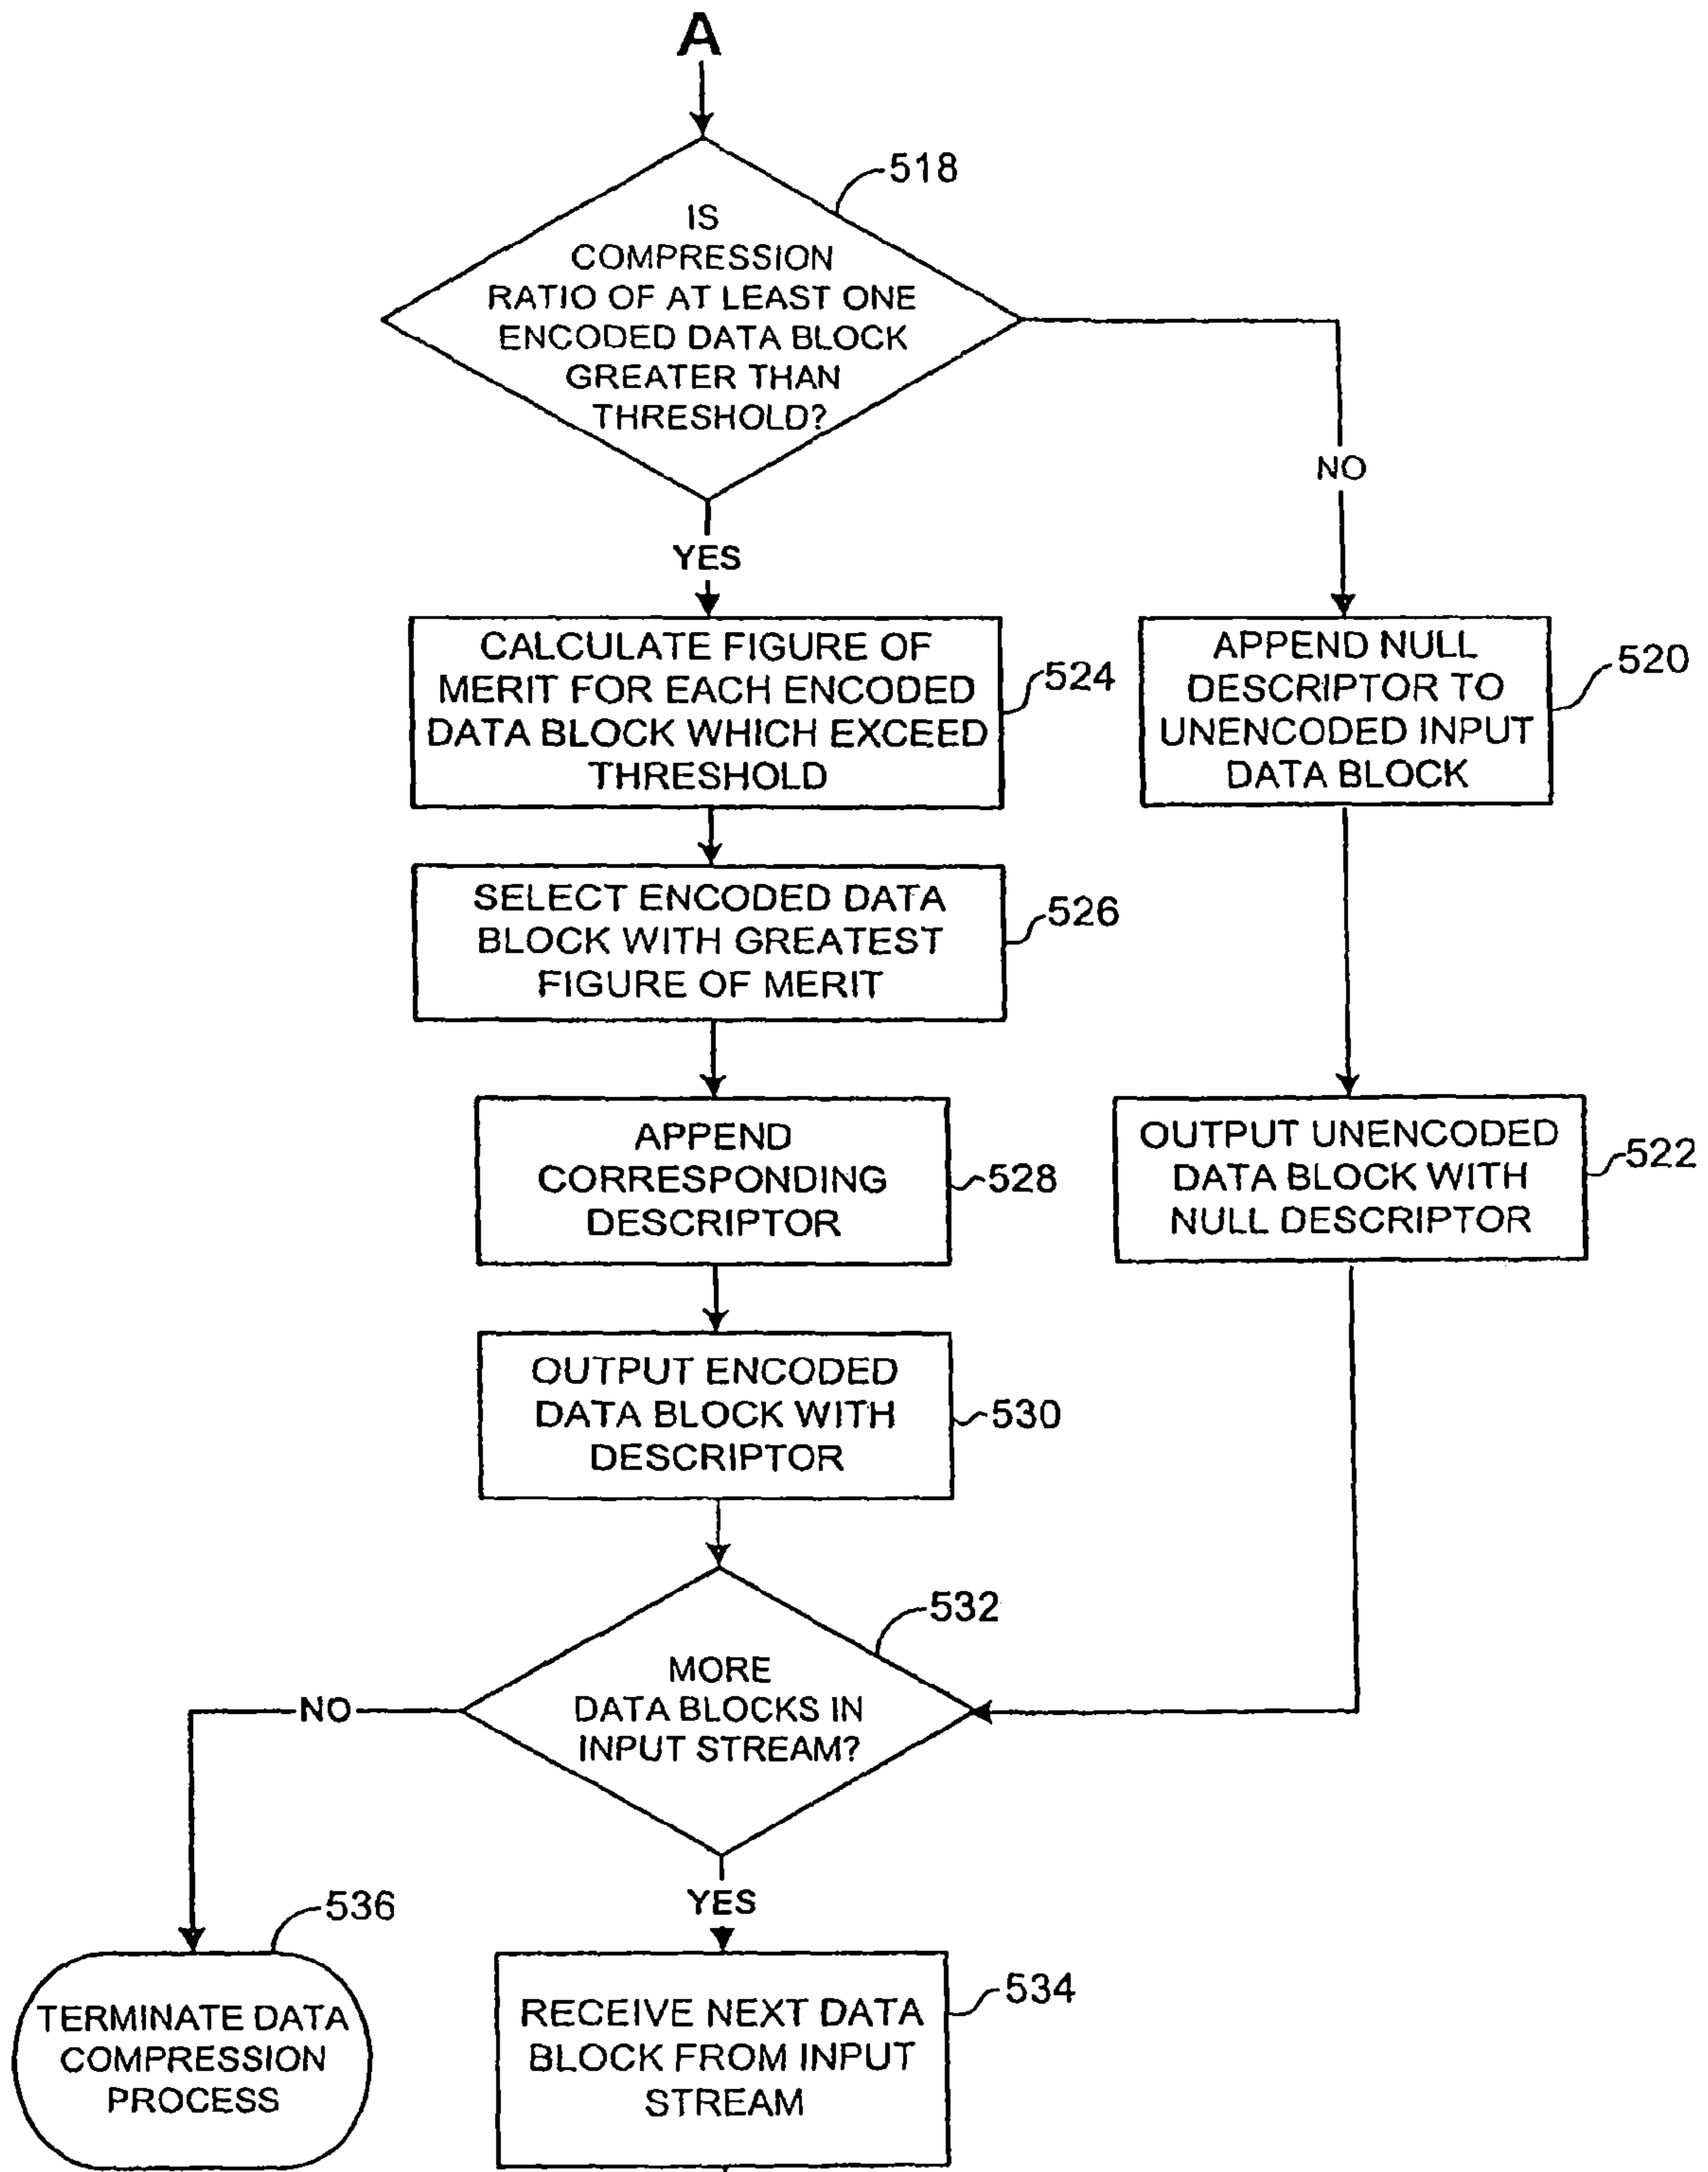 A
518
IS
COMPRESSION
RATIO OF AT LEAST ONE
ENCODED DATA BLOCK
GREATER THAN
THRESHOLD?
NO
YES
CALCULATE FIGURE OF
MERIT FOR EACH ENCODED
DATA BLOCK WHICH EXCEED
THRESHOLD
524
APPEND NULL
DESCRIPTOR TO
UNENCODED INPUT
DATA BLOCK
520
SELECT ENCODED DATA
BLOCK WITH GREATEST
FIGURE OF MERIT
526
APPEND
CORRESPONDING
DESCRIPTOR
528
OUTPUT UNENCODED
DATA BLOCK WITH
NULL DESCRIPTOR
522
OUTPUT ENCODED
DATA BLOCK WITH
DESCRIPTOR
530
532
MORE
DATA BLOCKS IN
INPUT STREAM?
NO
YES
536
TERMINATE DATA
COMPRESSION
PROCESS
534
RECEIVE NEXT DATA
BLOCK FROM INPUT
STREAM